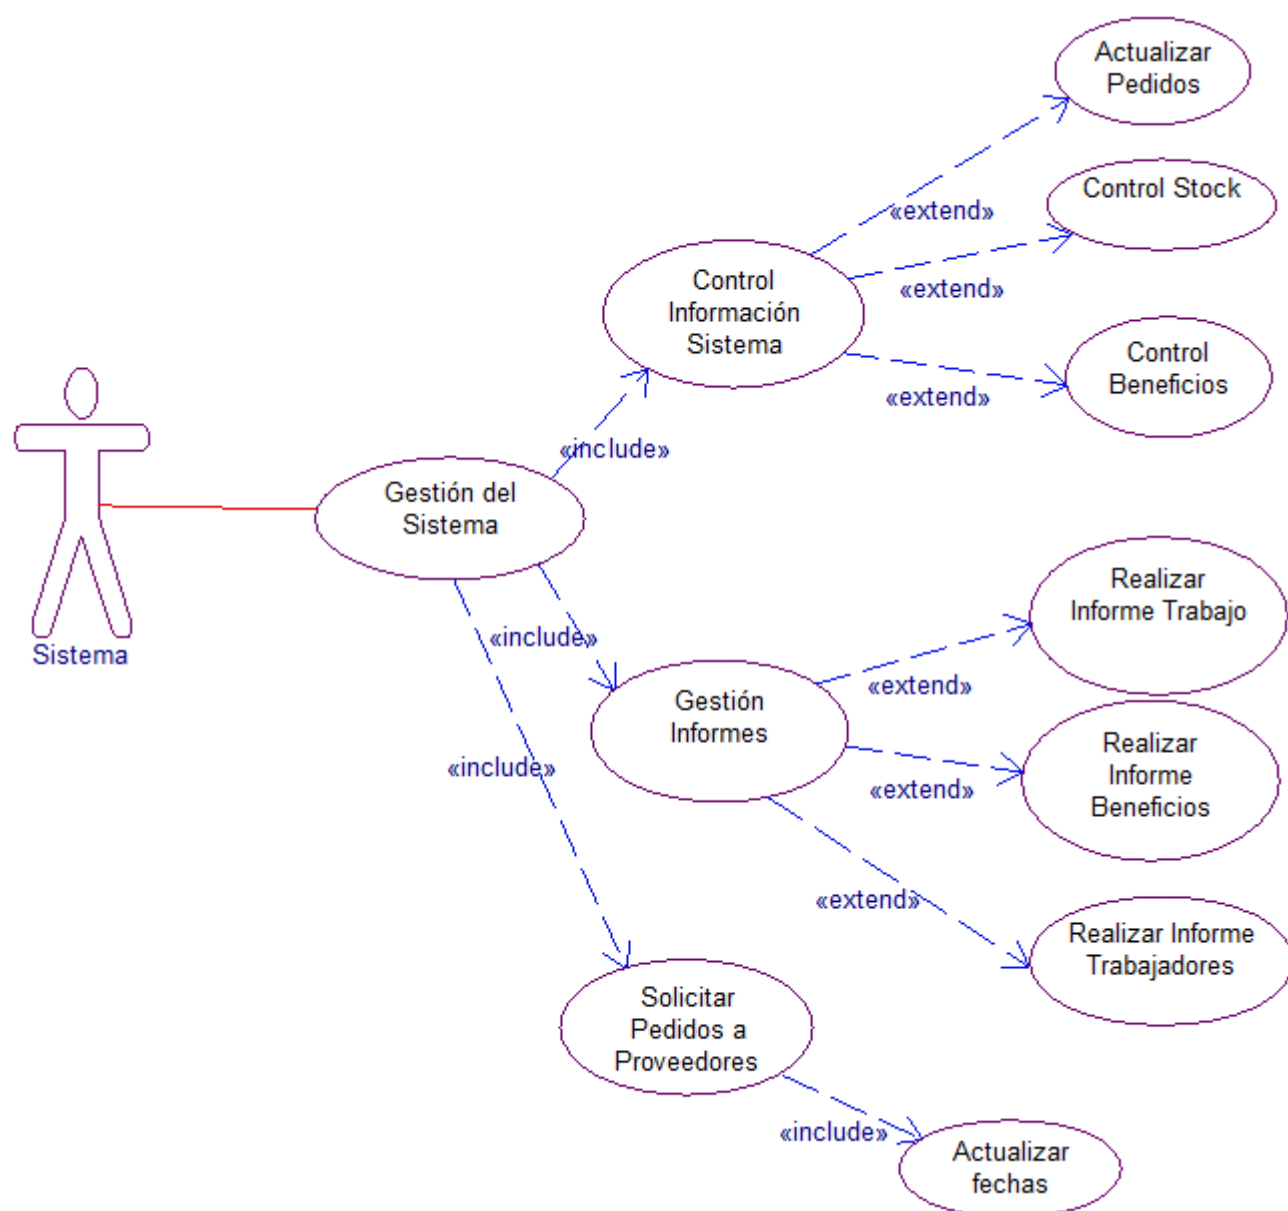 Actualizar
Pedidos
Control Stock
«extend»
Control
Información
Sistema
«extend»
Control
Beneficios
«extend»
«include»
Gestión del
Sistema
Sistema
Realizar
Informe Trabajo
«include»
«extend»
Gestión
Informes
Realizar
Informe
Beneficios
«include»
«extend»
«extend»
Realizar Informe
Trabajadores
Solicitar
Pedidos a
Proveedores
«include»
Actualizar
fechas